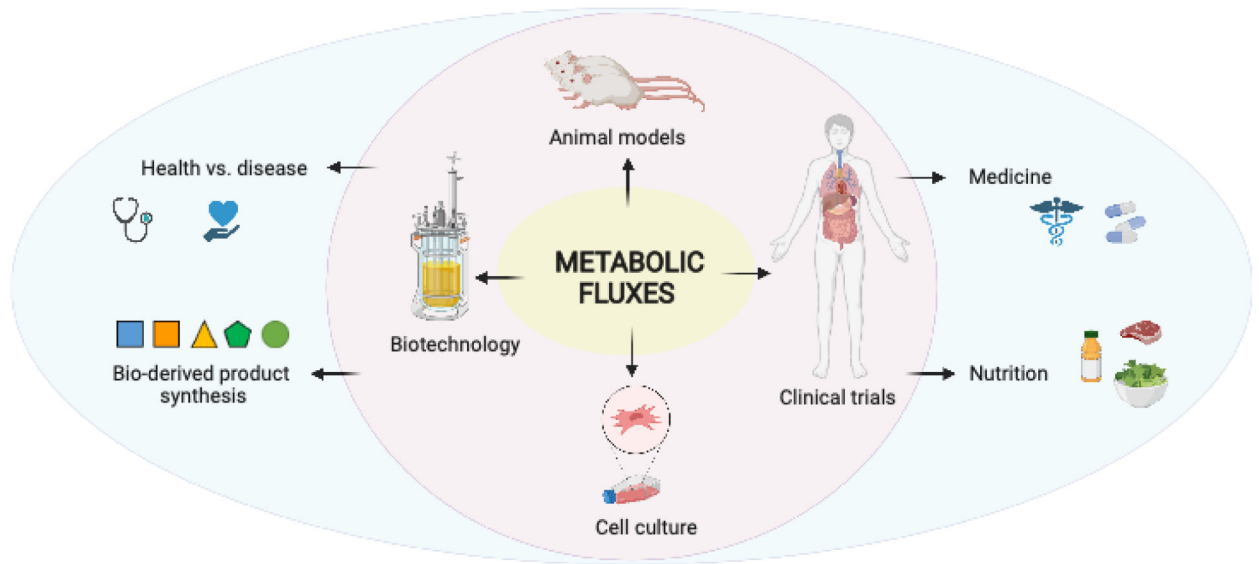 Animal models
Health vs. disease
Medicine
METABOLIC
FLUXES
Biotechnology
Bio-derived product
synthesis
Nutrition
Clinical trials
Cell culture